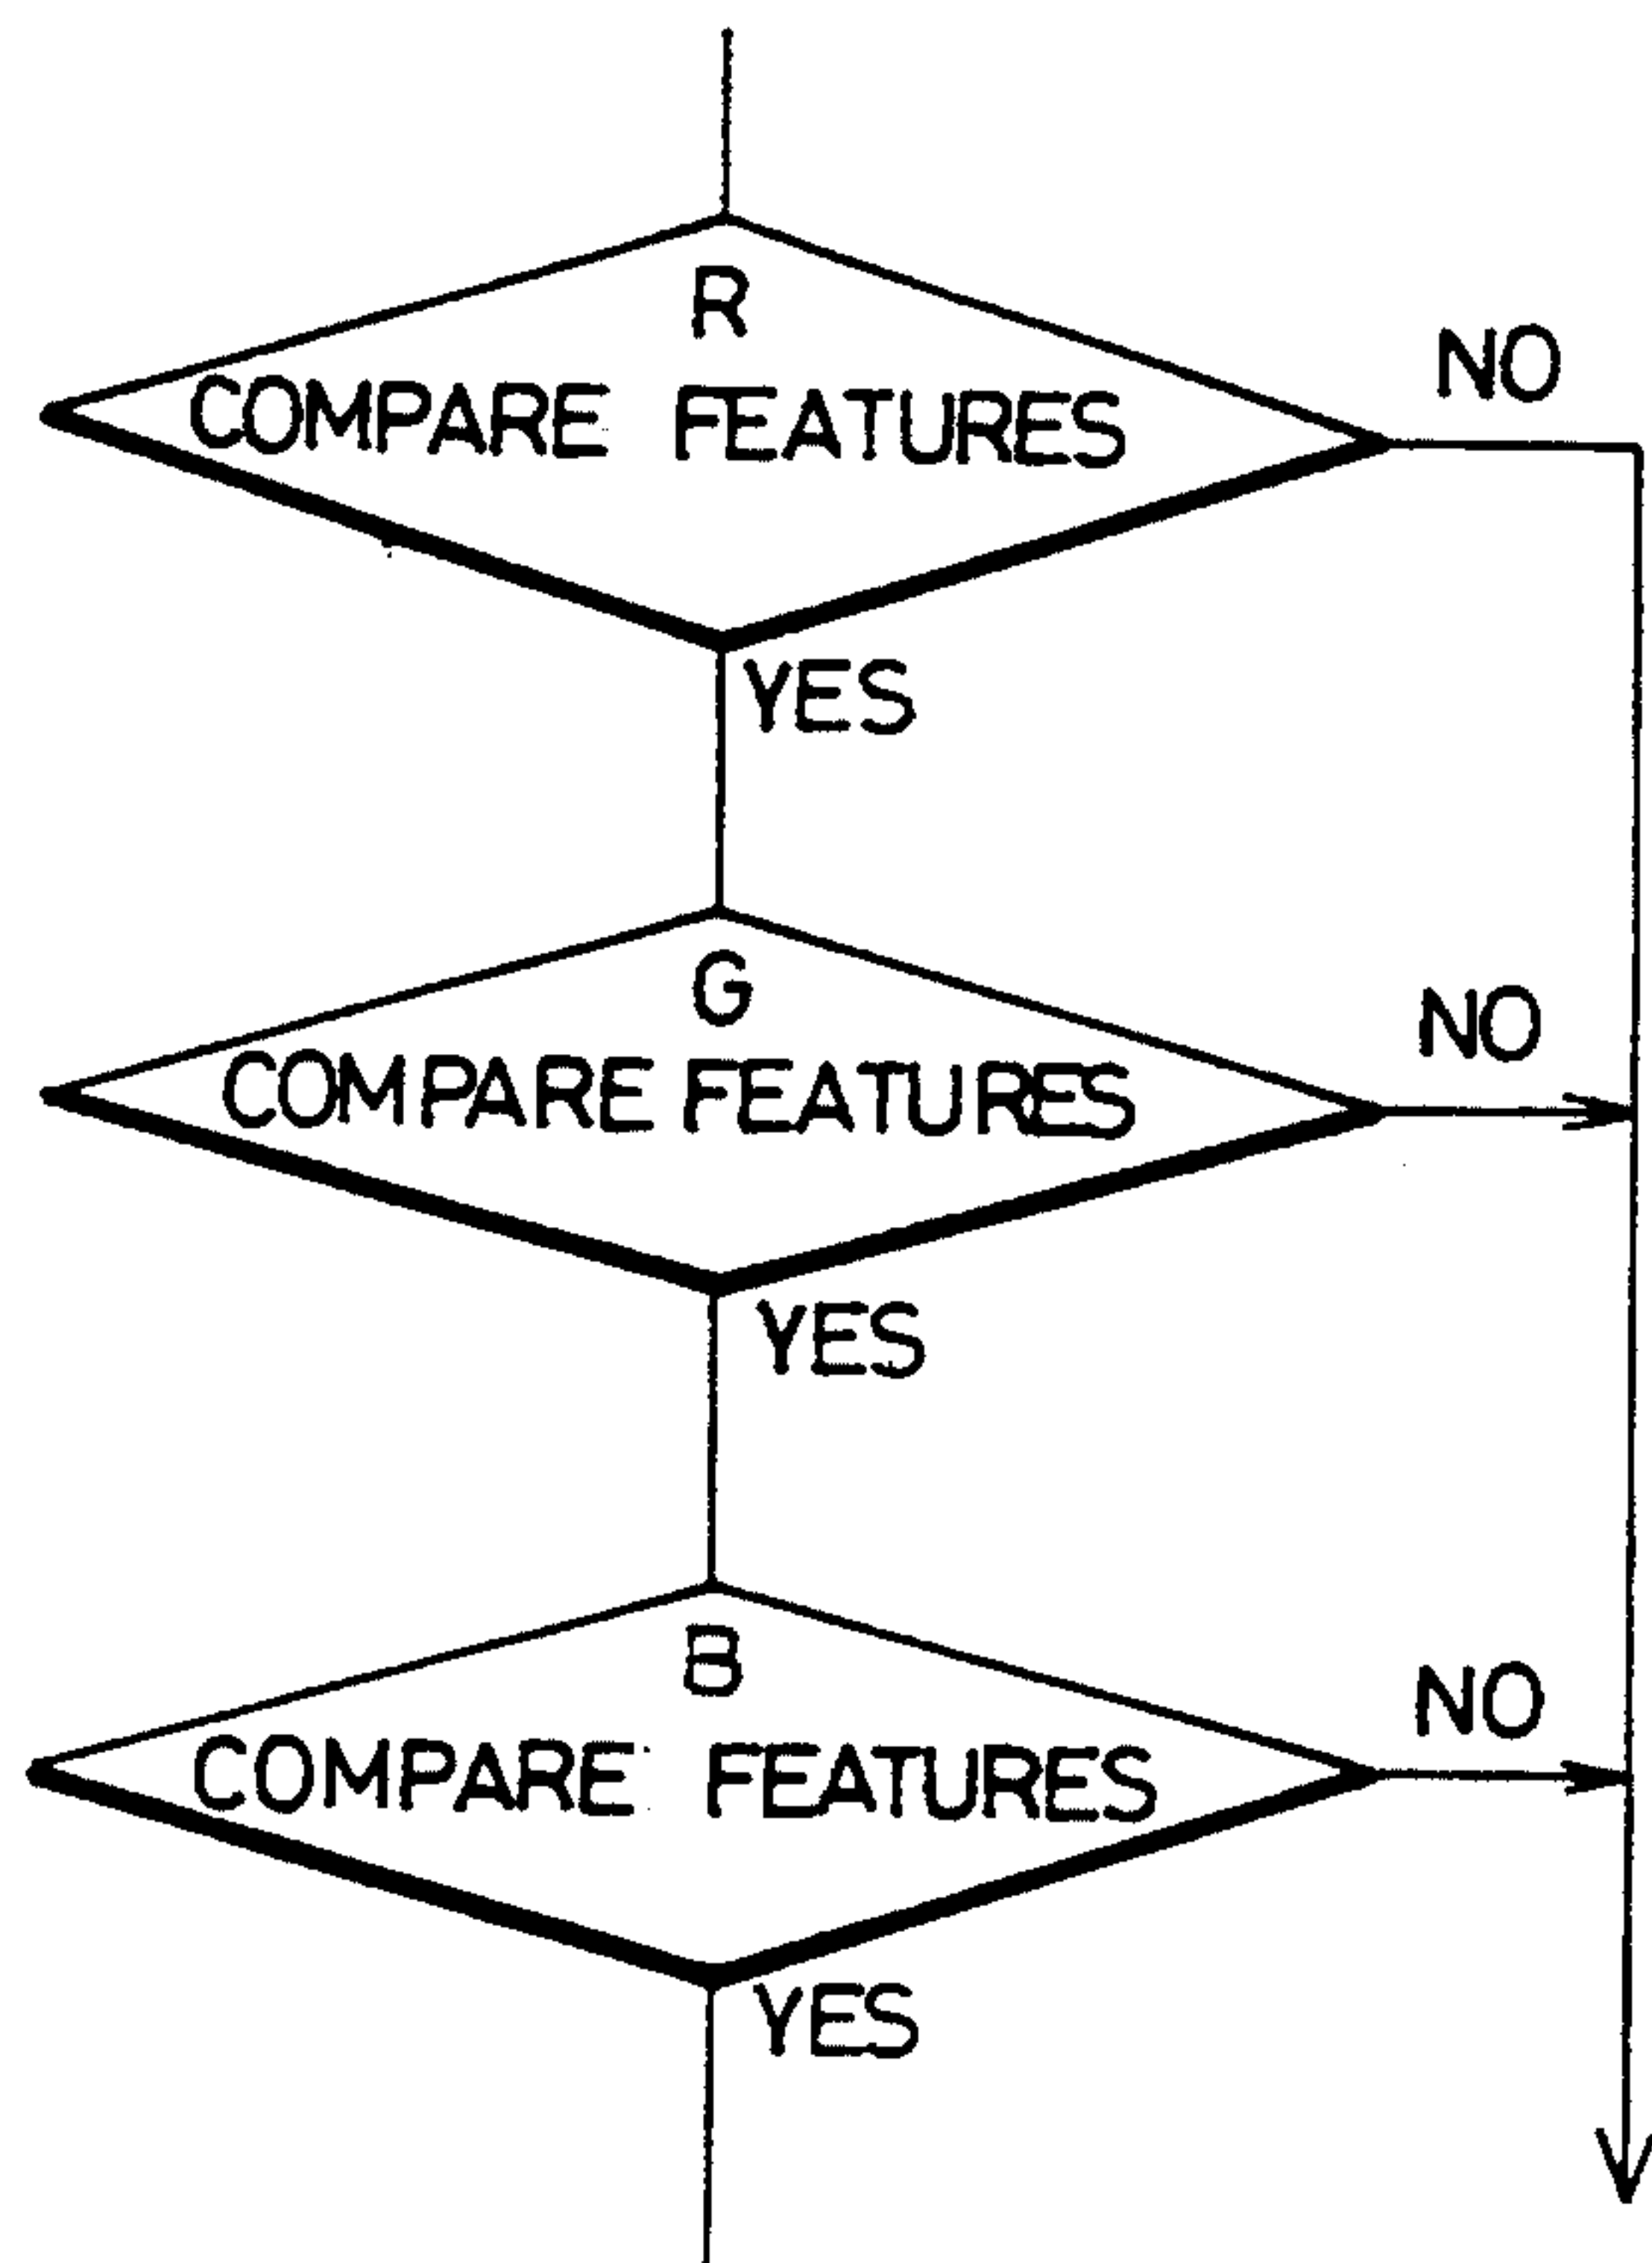 R
COMPARE FEATURES
NO
YES
G
COMPARE FEATURES
NO
YES
B
COMPARE FEATURES
NO
YES